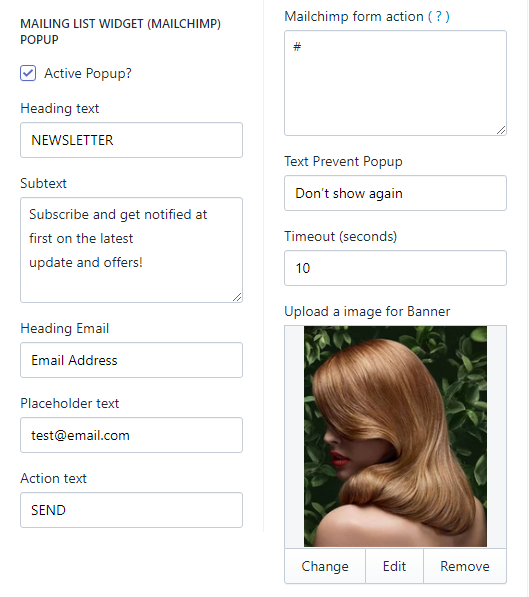 MAILING LIST WIDGET (MAILCHIMP)
POPUP
Active Popup?
Heading text
NEWSLETTER
Subtext
Subscribe and get notified at
first on the latest
update and offers!
Heading Email
Email Address
Placeholder text
test@email.com
Action text
SEND
Mailchimp form action ( ? )
#
Text Prevent Popup
Don't show again
Timeout (seconds)
10
Upload a image for Banner
Change Edit Remove